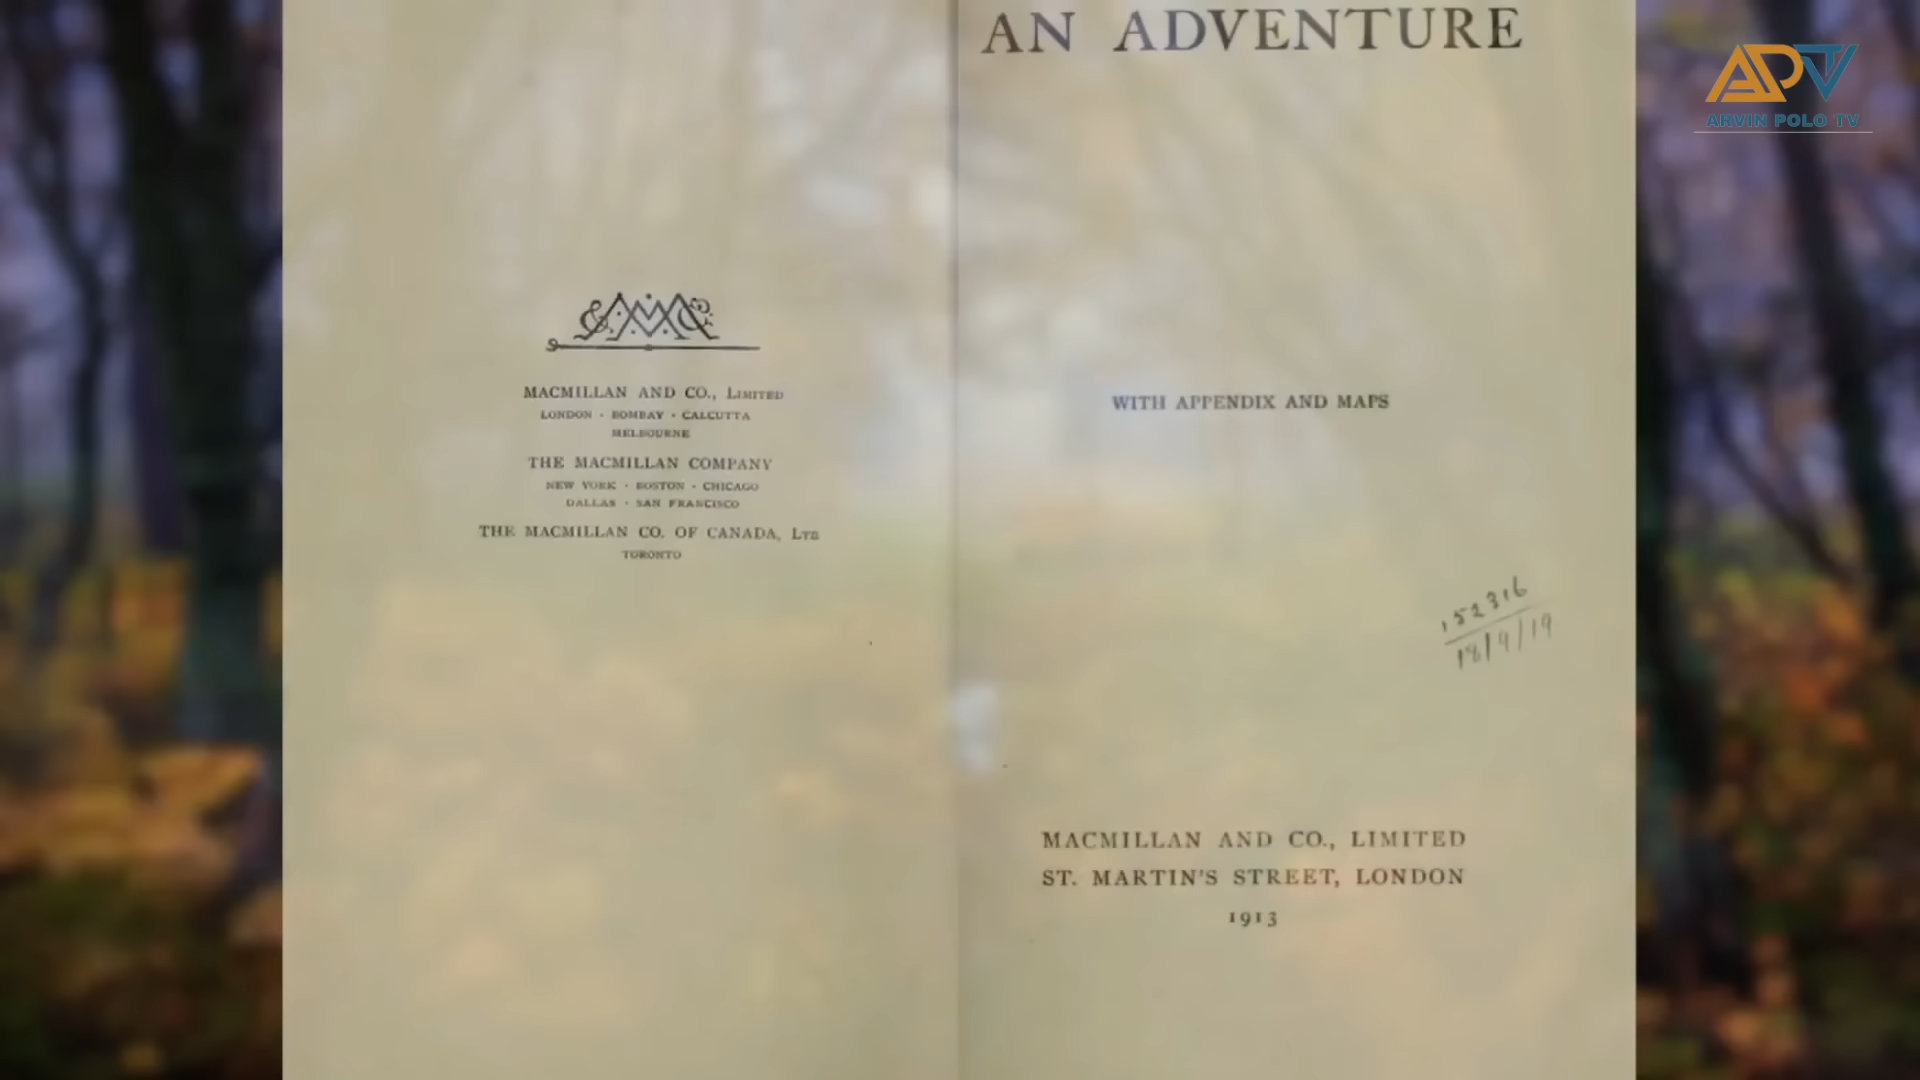 MACMILLAN AND CO., LIMITED
LONDON · BOMBAY · CALCUTTA
MELBOURNE
THE MACMILLAN COMPANY
NEW YORK · BOSTON · CHICAGO
DALLAS · SAN FRANCISCO
THE MACMILLAN CO. OF CANADA, LTD.
TORONTO
AN ADVENTURE
WITH APPENDIX AND MAPS
152316
18/9/19
MACMILLAN AND CO., LIMITED
ST. MARTIN'S STREET, LONDON
1913
APTV
ARVIN POLO TV